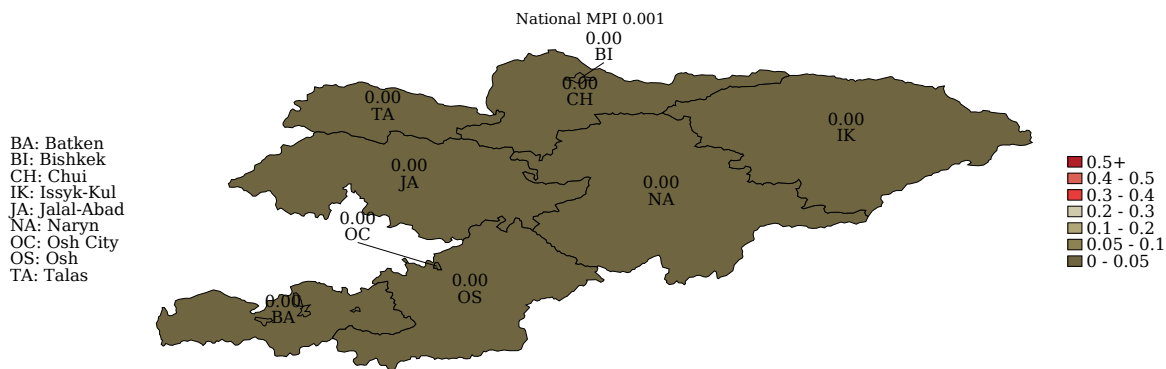 National MPI 0.001
0.00
BI
0.00
CH
0.00
TA
0.00
IK
0.00
JA
0.00
NA
0.00
OC
0.00
OS
0.00
BA
BA: Batken
BI: Bishkek
CH: Chui
IK: Issyk-Kul
JA: Jalal-Abad
NA: Naryn
OC: Osh City
OS: Osh
TA: Talas
0.5+
0.4 - 0.5
0.3 - 0.4
0.2 - 0.3
0.1 - 0.2
0.05 - 0.1
0 - 0.05